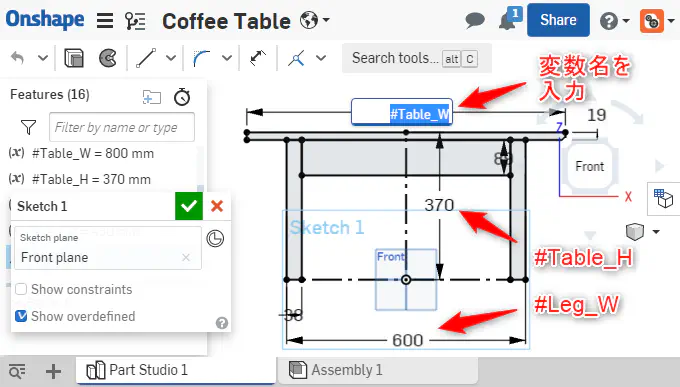 Onshape
Coffee Table
1
Share
Search tools... alt C
Features (16)
Filter by name or type
(x) #Table_W = 800 mm
(x) #Table_H = 370 mm
Sketch 1
Sketch plane
Front plane
Show constraints
Show overdefined
#Table_W
変数名を
入力
19
Z
Front
X
370
Sketch 1
#Table_H
Front
#Leg_W
38
600
Part Studio 1
Assembly 1